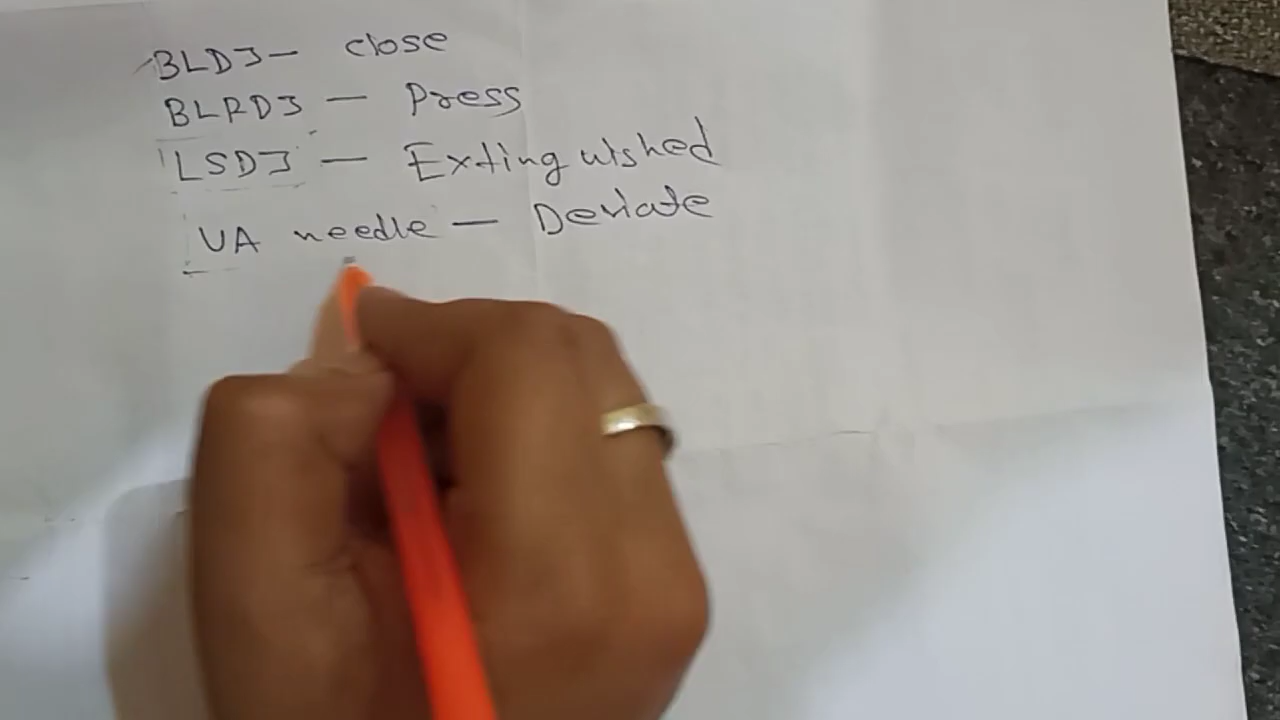 BLDJ- close
BLRDJ - Press
LSDJ - Extinguished
UA needle - Deviate